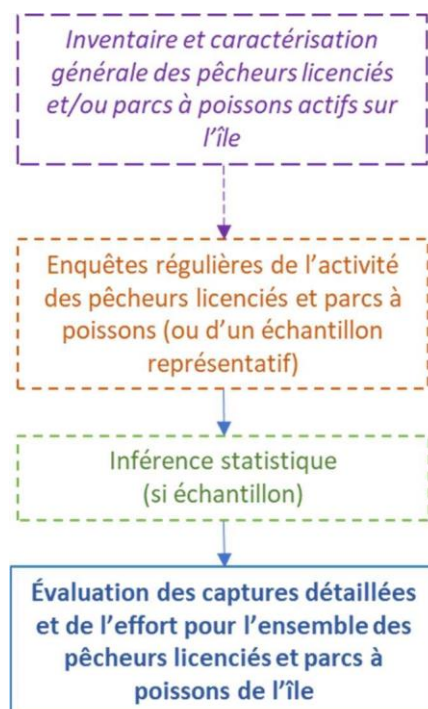 Inventaire et caractérisation
générale des pêcheurs licenciés
et/ou parcs à poissons actifs sur
l'île
Enquêtes régulières de l'activité
des pêcheurs licenciés et parcs à
poissons (ou d'un échantillon
représentatif)
Inférence statistique
(si échantillon)
Évaluation des captures détaillées
et de l'effort pour l'ensemble des
pêcheurs licenciés et parcs à
poissons de l'île